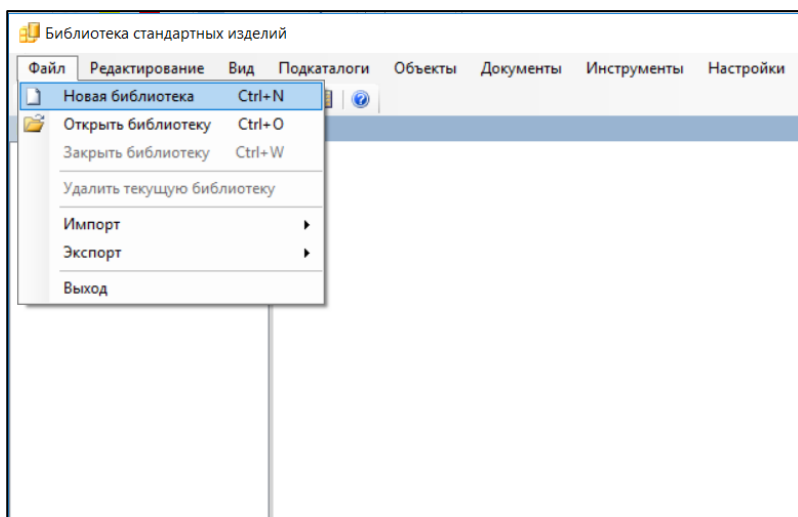 Библиотека стандартных изделий
Файл Редактирование Вид Подкаталоги Объекты Документы Инструменты Настройки
Новая библиотека Ctrl+N
Открыть библиотеку Ctrl+O
Закрыть библиотеку Ctrl+W
Удалить текущую библиотеку
Импорт
Экспорт
Выход